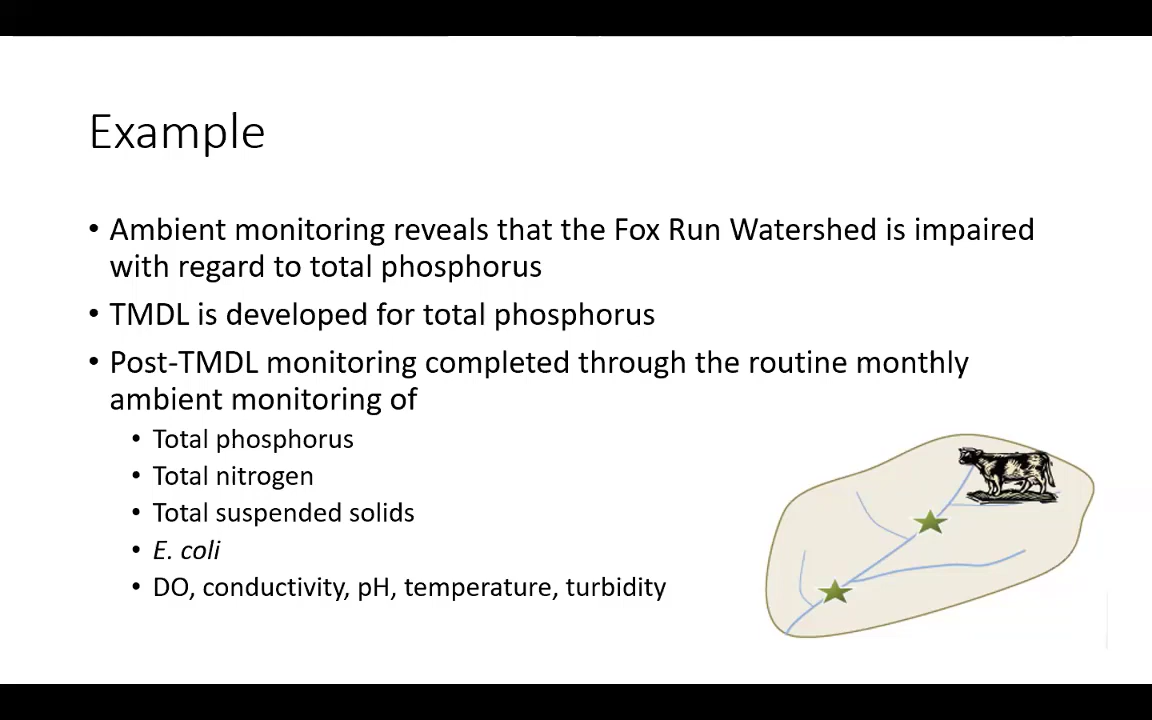 Example
• Ambient monitoring reveals that the Fox Run Watershed is impaired
with regard to total phosphorus
• TMDL is developed for total phosphorus
• Post-TMDL monitoring completed through the routine monthly
ambient monitoring of
• Total phosphorus
• Total nitrogen
• Total suspended solids
• E. coli
• DO, conductivity, pH, temperature, turbidity